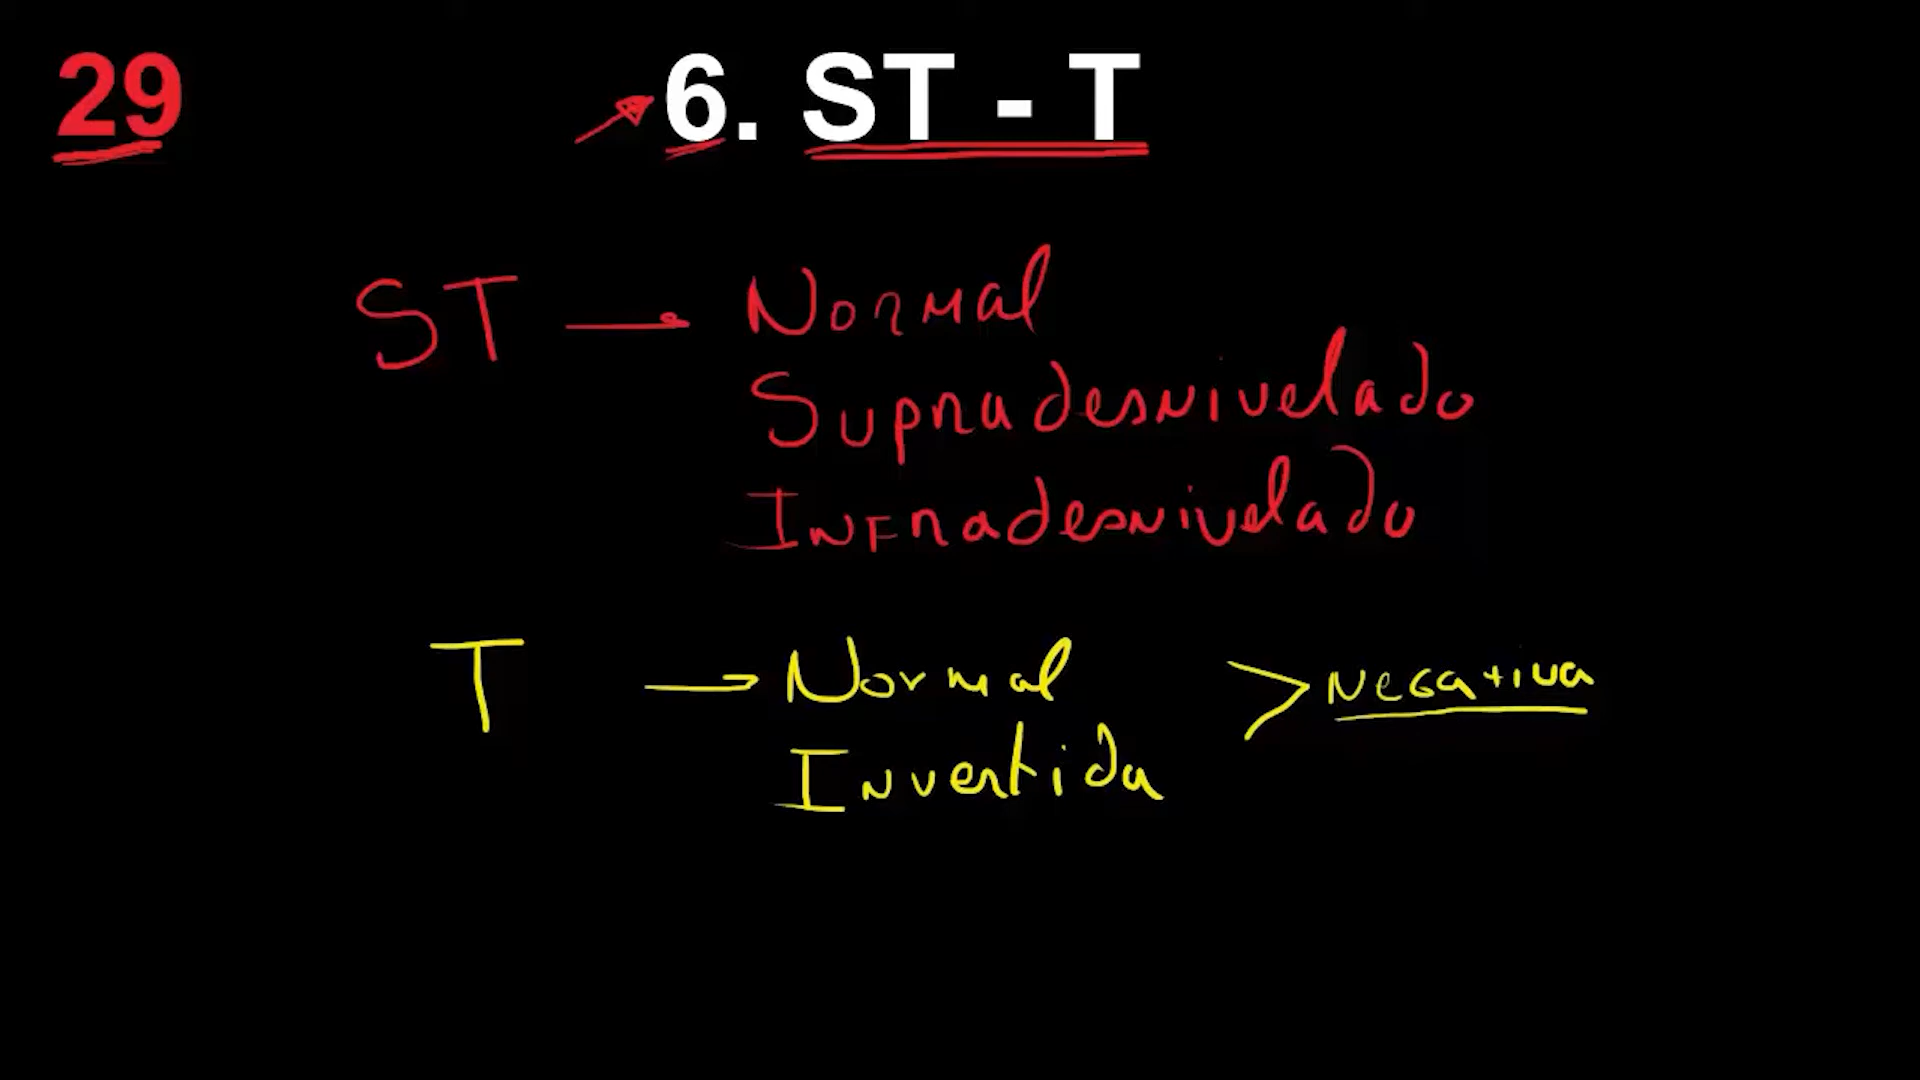 29
6. ST - T
ST → Normal
Supradesnivelado
Infradesnivelado
T → Normal > Negativa
Invertida